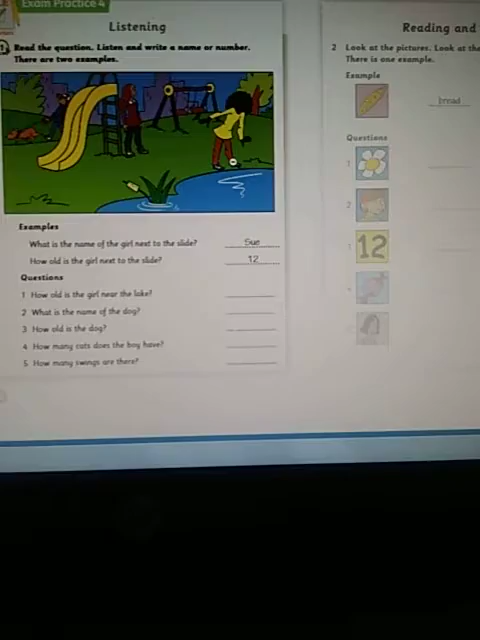 Exam Practice 4
Listening
1 Read the question. Listen and write a name or number.
There are two examples.
Examples
What is the name of the girl next to the slide? Sue
How old is the girl next to the slide? 12
Questions
1 How old is the girl near the lake?
2 What is the name of the dog?
3 How old is the dog?
4 How many cats does the boy have?
5 How many swings are there?
Reading and
2 Look at the pictures. Look at the
There is one example.
Example
bread
Questions
1
2
3 12